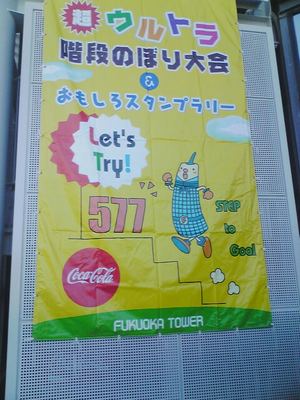 超ウルトラ
階段のぼり大会
&
おもしろスタンプラリー
Let's
Try!
577
STEP
to
Goal
Coca-Cola
FUKUOKA TOWER